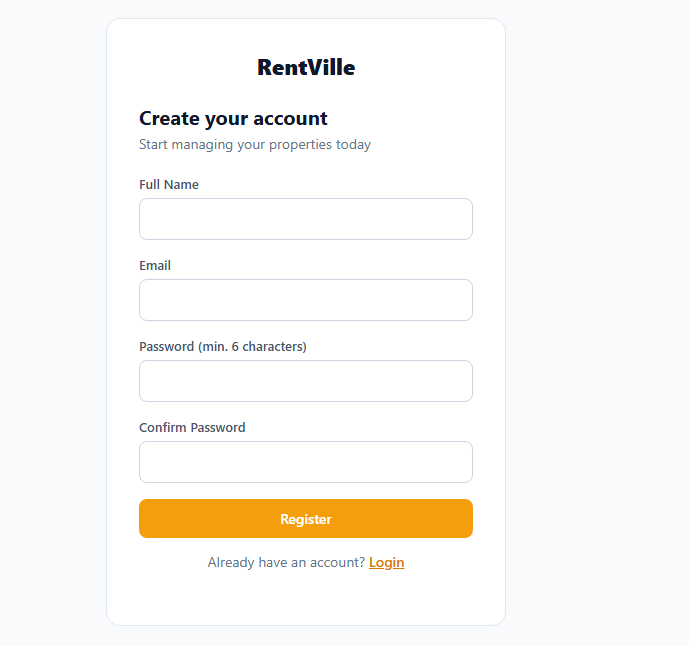 RentVille
Create your account
Start managing your properties today
Full Name
Email
Password (min. 6 characters)
Confirm Password
Register
Already have an account? Login